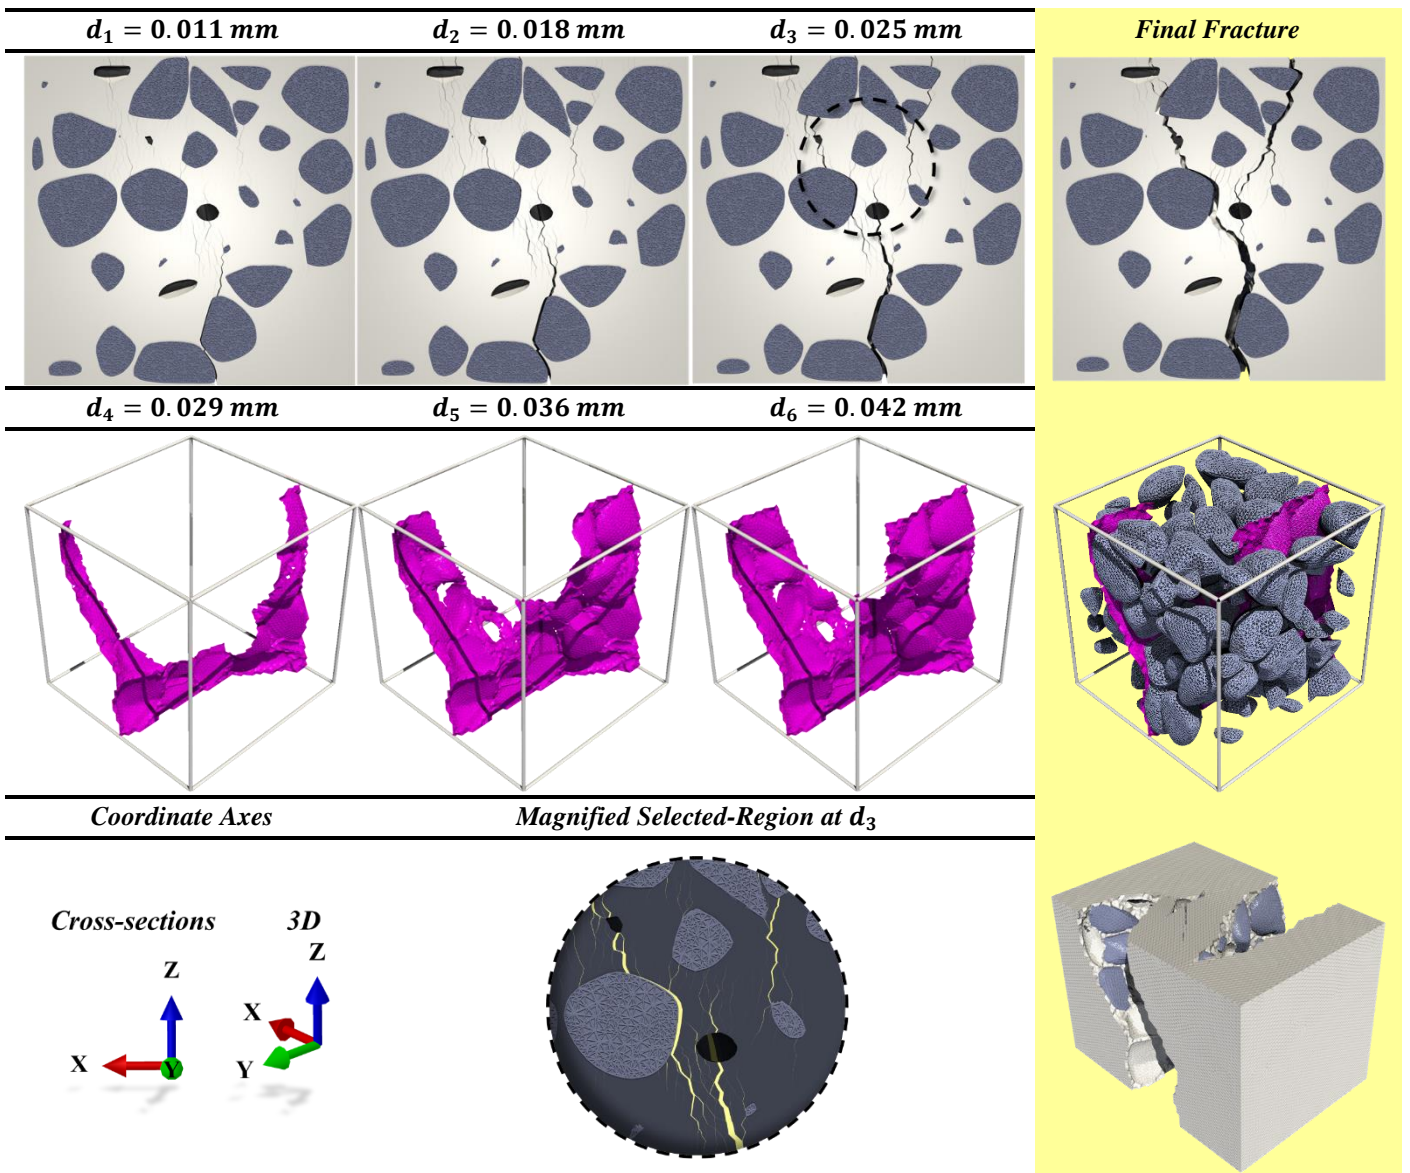 d₁ = 0.011 mm
d₂ = 0.018 mm
d₃ = 0.025 mm
Final Fracture
d₄ = 0.029 mm
d₅ = 0.036 mm
d₆ = 0.042 mm
Coordinate Axes
Magnified Selected-Region at d₃
Cross-sections
3D
Z
X
Y
Z
X
Y